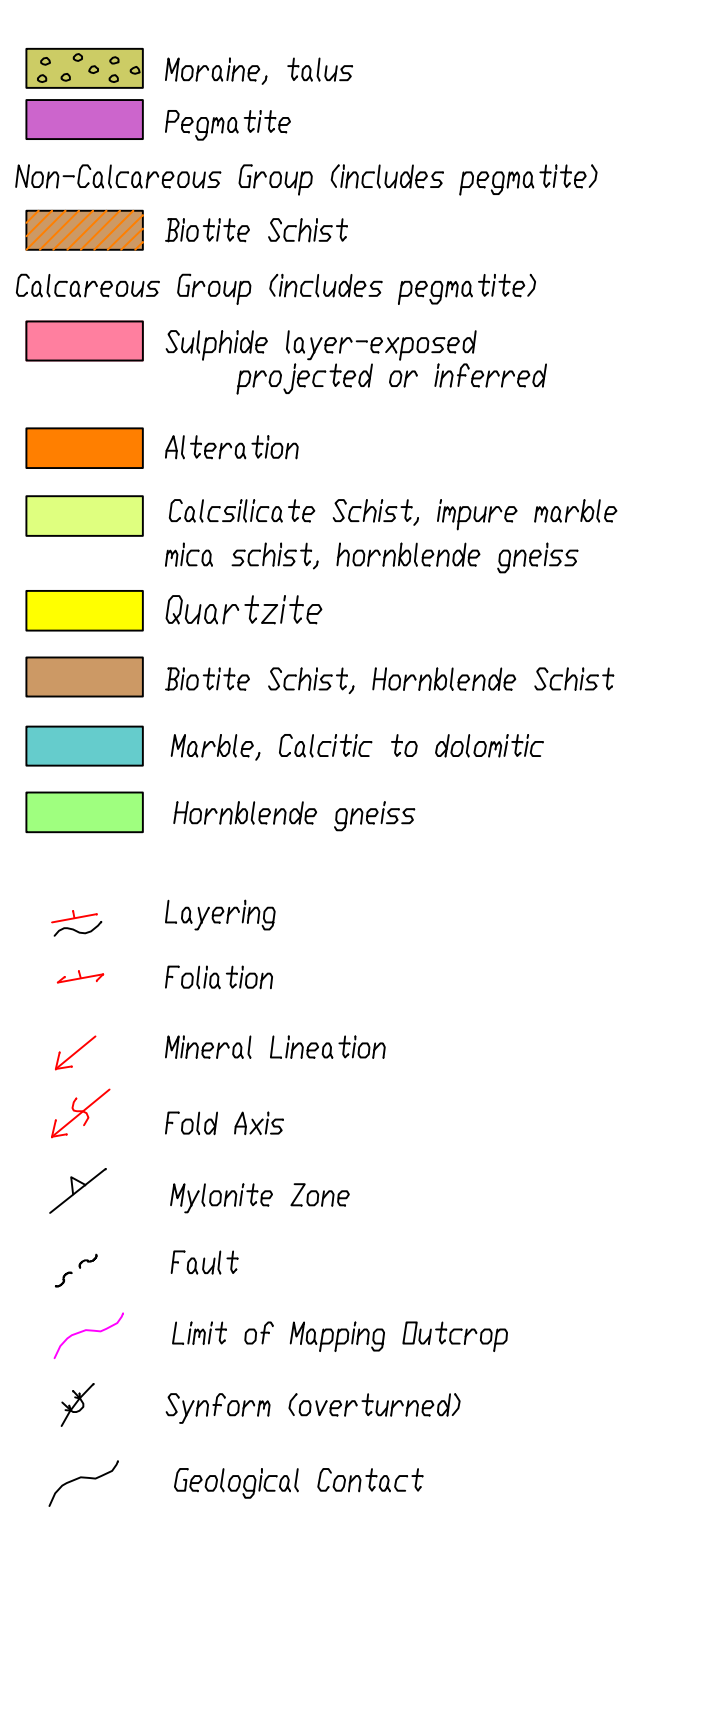 Moraine, talus
Pegmatite
Non-Calcareous Group (includes pegmatite)
Biotite Schist
Calcareous Group (includes pegmatite)
Sulphide layer-exposed
projected or inferred
Alteration
Calcsilicate Schist, impure marble
mica schist, hornblende gneiss
Quartzite
Biotite Schist, Hornblende Schist
Marble, Calcitic to dolomitic
Hornblende gneiss
Layering
Foliation
Mineral Lineation
Fold Axis
Mylonite Zone
Fault
Limit of Mapping Outcrop
Synform (overturned)
Geological Contact